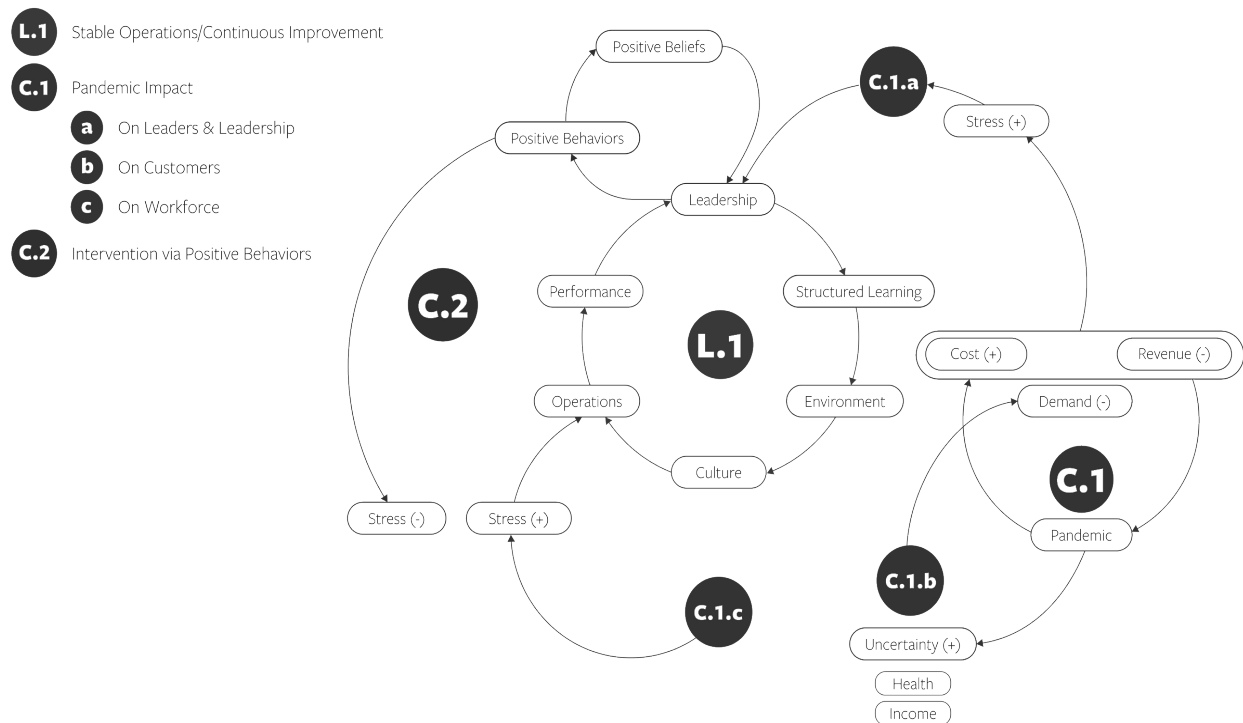 L.1 Stable Operations/Continuous Improvement
C.1 Pandemic Impact
a On Leaders & Leadership
b On Customers
c On Workforce
C.2 Intervention via Positive Behaviors
Positive Beliefs
C.1.a
Stress (+)
Positive Behaviors
Leadership
C.2
Performance
Structured Learning
L.1
Cost (+)
Revenue (-)
Operations
Environment
Demand (-)
Culture
C.1
Stress (-)
Stress (+)
Pandemic
C.1.b
C.1.c
Uncertainty (+)
Health
Income